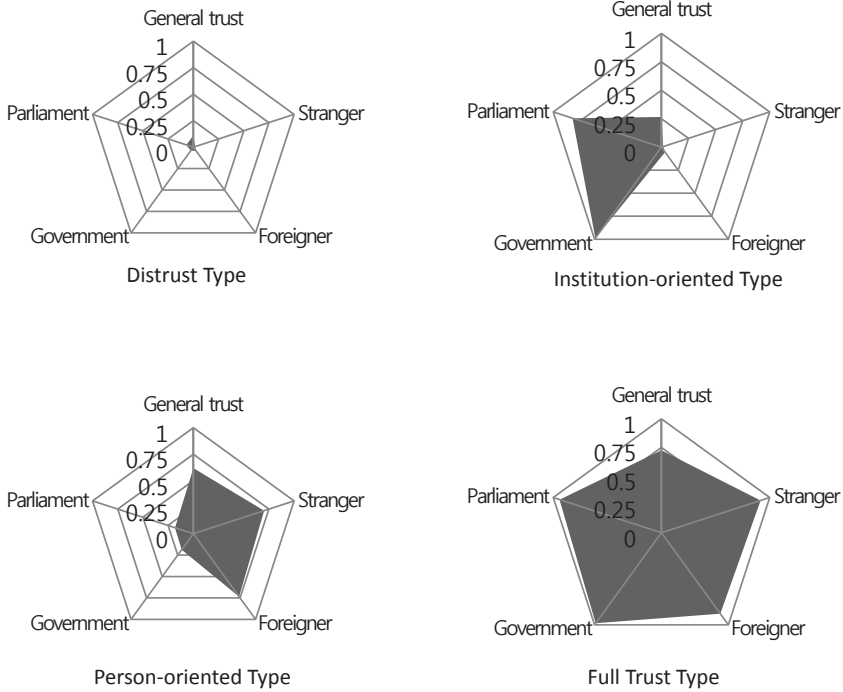 General trust
1
0.75
0.5
0.25
0
Parliament
Stranger
Government
Foreigner
Distrust Type
General trust
1
0.75
0.5
0.25
0
Parliament
Stranger
Government
Foreigner
Institution-oriented Type
General trust
1
0.75
0.5
0.25
0
Parliament
Stranger
Government
Foreigner
Person-oriented Type
General trust
1
0.75
0.5
0.25
0
Parliament
Stranger
Government
Foreigner
Full Trust Type